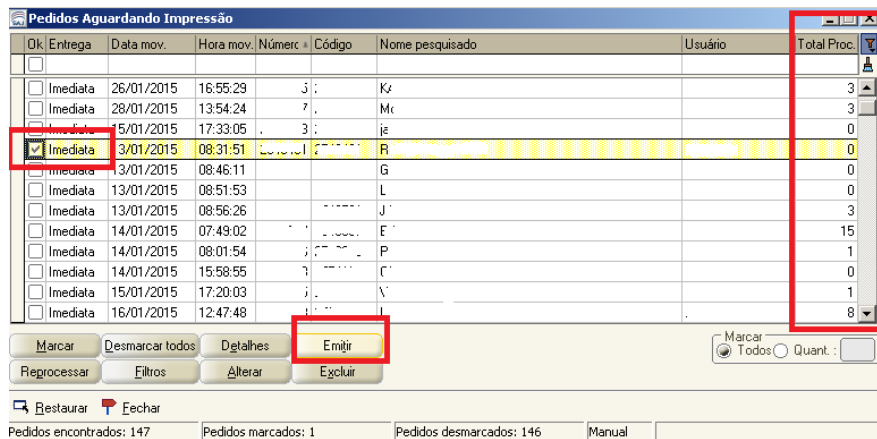 Pedidos Aguardando Impressão
Ok Entrega Data mov. Hora mov. Númerc Código Nome pesquisado Usuário Total Proc.
Imediata 26/01/2015 16:55:29 3
Imediata 28/01/2015 13:54:24 3
15/01/2015 17:33:05 0
Imediata 13/01/2015 08:31:51 R 0
Imediata 13/01/2015 08:46:11 G 0
Imediata 13/01/2015 08:51:53 L 0
Imediata 13/01/2015 08:56:26 J 3
Imediata 14/01/2015 07:49:02 E 15
Imediata 14/01/2015 08:01:54 P 1
Imediata 14/01/2015 15:58:55 0
Imediata 15/01/2015 17:20:03 1
Imediata 16/01/2015 12:47:48 8
Marcar Desmarcar todos Detalhes Emitir
Marcar
Todos Quant. :
Reprocessar Filtros Alterar Excluir
Restaurar Fechar
Pedidos encontrados: 147 Pedidos marcados: 1 Pedidos desmarcados: 146 Manual